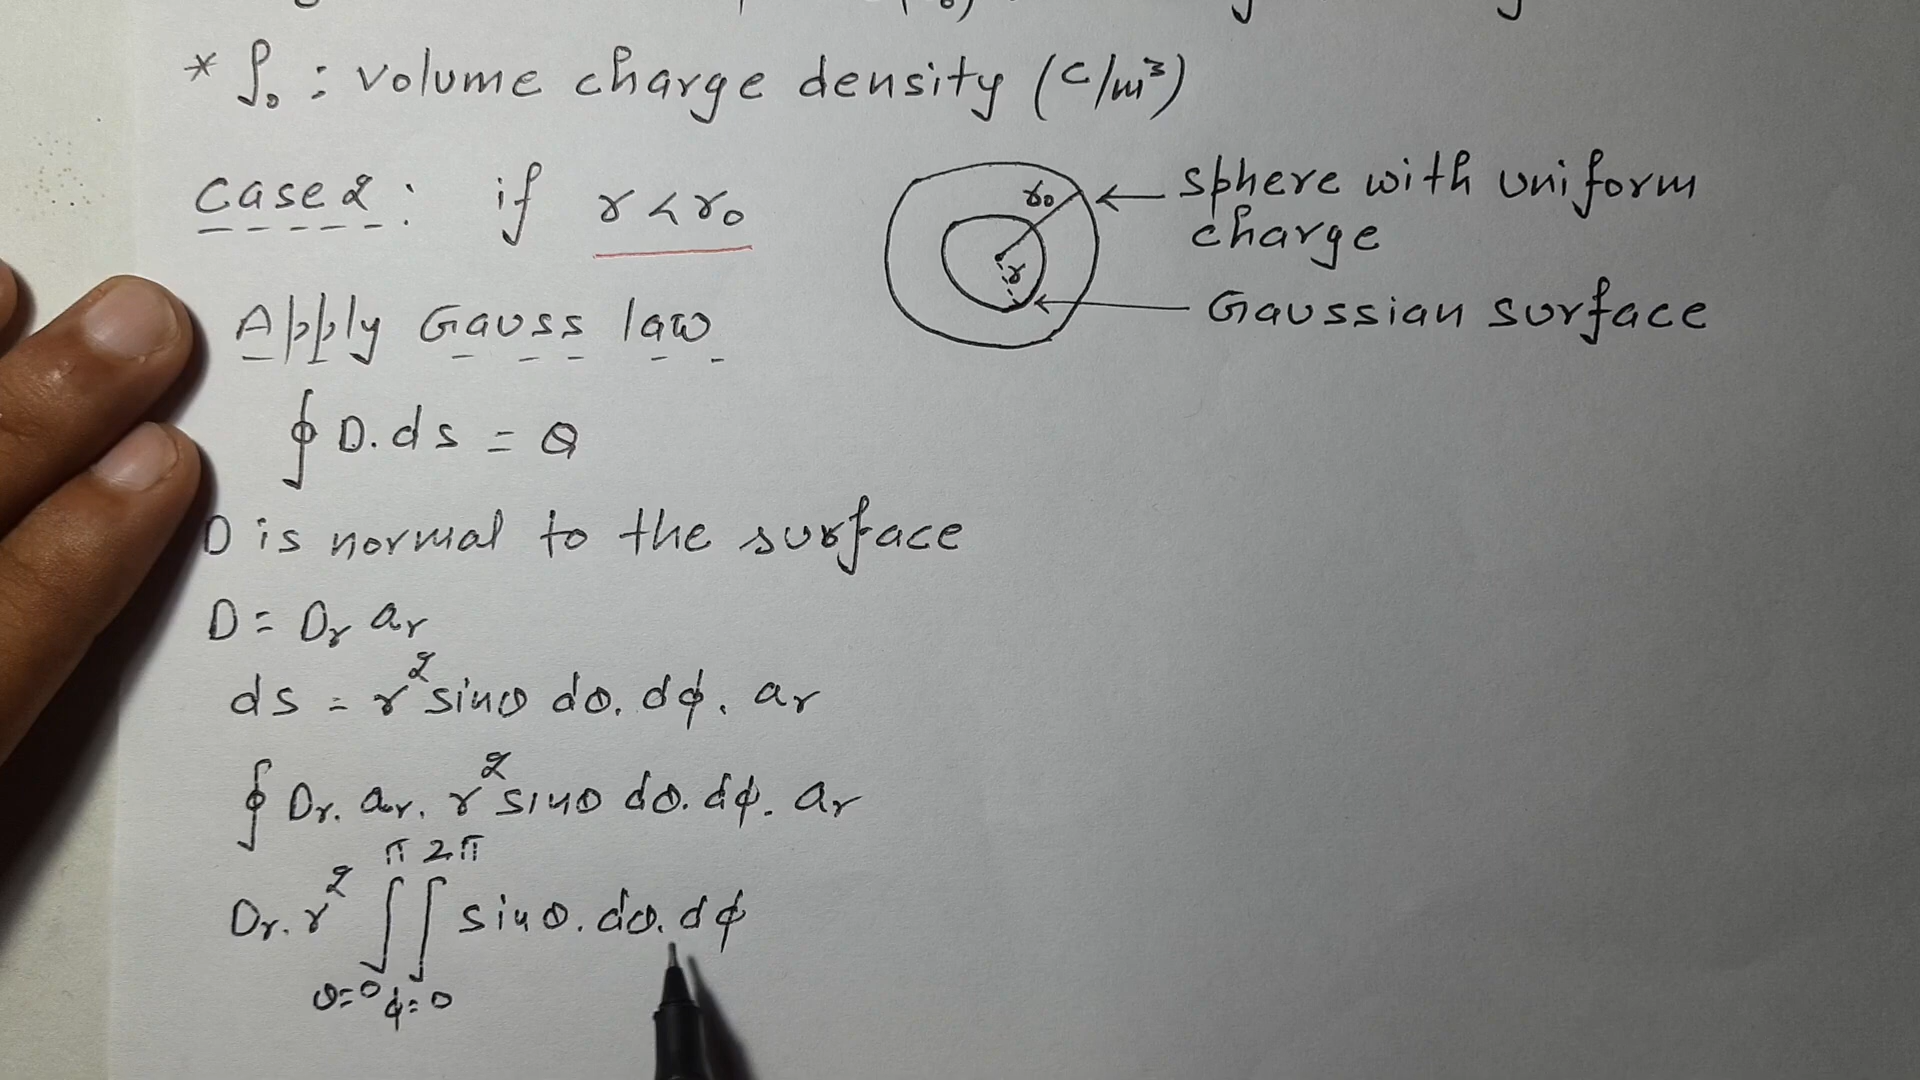 * ρ₀ : volume charge density (C/m³)
Case 2 : if r < r₀
r₀
r
sphere with uniform
charge
Gaussian surface
Apply Gauss law
∮ D. ds = Q
D is normal to the surface
D = Dr ar
ds = r² sinθ dθ. dϕ. ar
∮ Dr. ar. r² sinθ dθ. dϕ. ar
π 2π
Dr. r² ∫∫ sinθ. dθ. dϕ
θ=0 ϕ=0